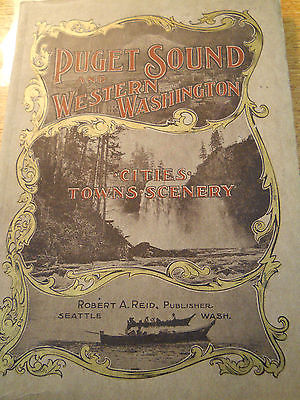 PUGET SOUND
AND
WESTERN
WASHINGTON
CITIES·
TOWNS·SCENERY
ROBERT A. REID, PUBLISHER.
SEATTLE WASH.